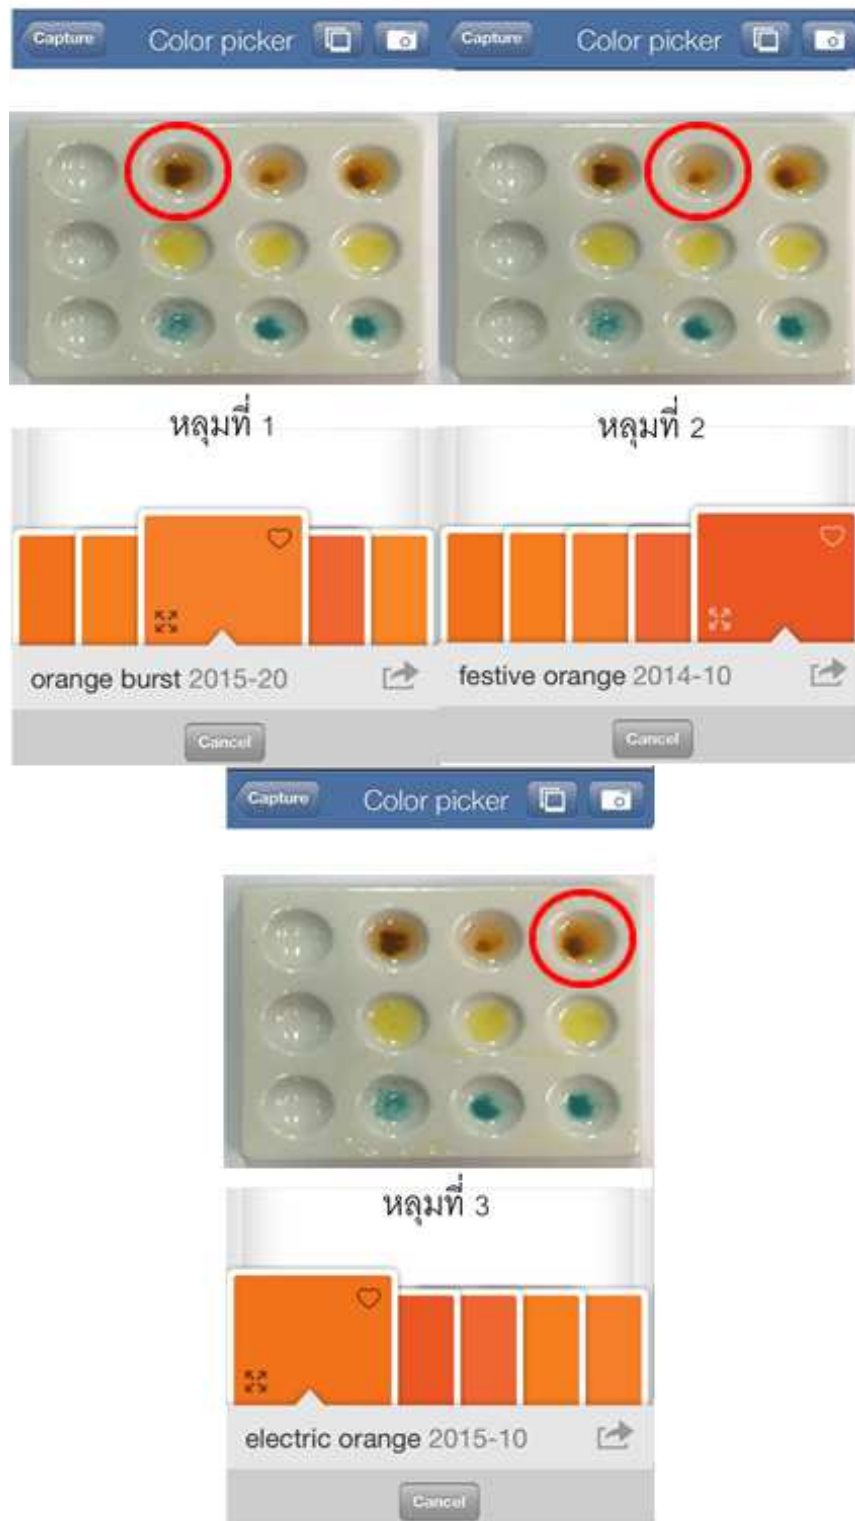 Capture Color picker
หลุมที่ 1
orange burst 2015-20
Cancel
Capture Color picker
หลุมที่ 2
festive orange 2014-10
Cancel
Capture Color picker
หลุมที่ 3
electric orange 2015-10
Cancel